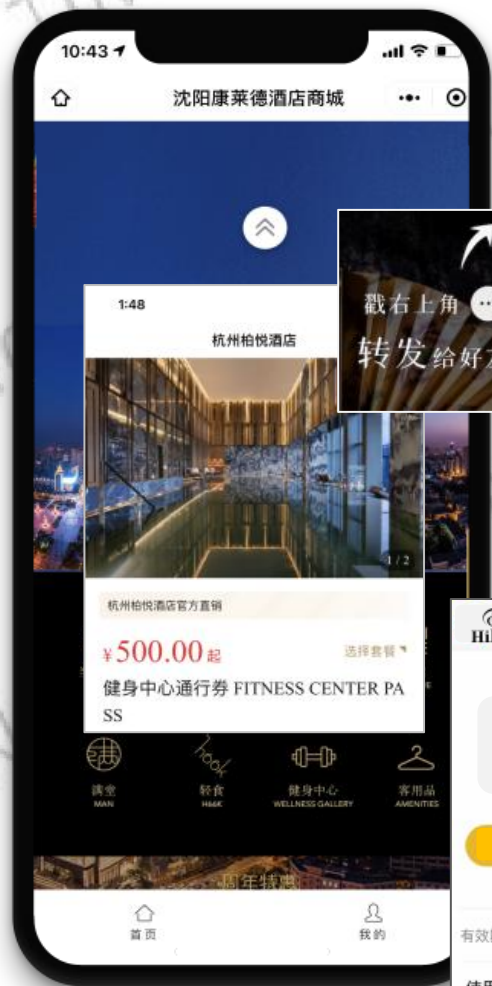 10:43
沈阳康莱德酒店商城
戳右上角
转发给好
1:48
杭州柏悦酒店
1/2
杭州柏悦酒店官方直销
¥500.00起
选择套餐
健身中心通行券 FITNESS CENTER PA
SS
满堂
MAN
轻食
H66K
健身中心
WELLNESS GALLERY
客用品
AMENITIES
周年特惠
首页
我的
Hil
有效